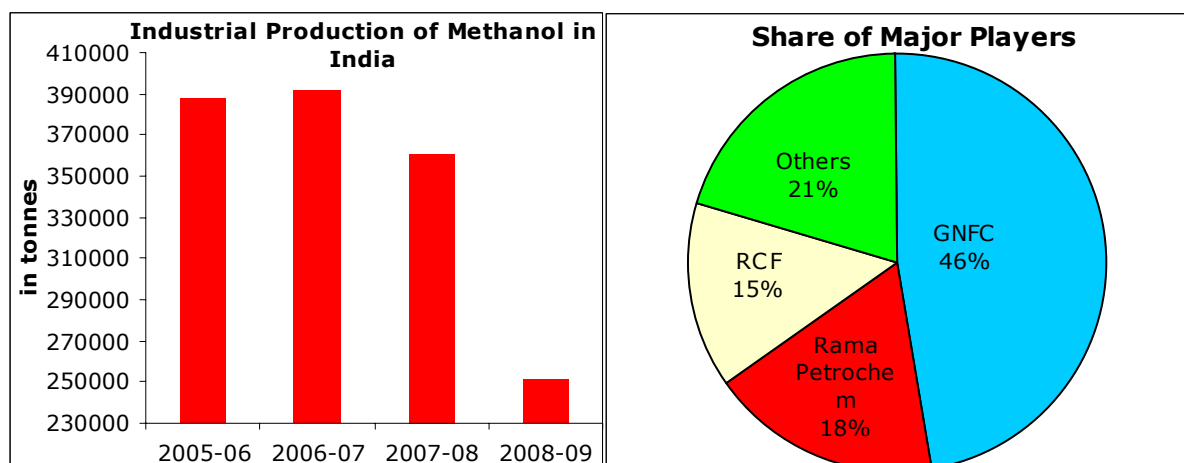 Industrial Production of Methanol in
India
in tonnes
410000
390000
370000
350000
330000
310000
290000
270000
250000
230000
2005-06 2006-07 2007-08 2008-09
Share of Major Players
Others
21%
GNFC
46%
RCF
15%
Rama
Petrochem
m
18%